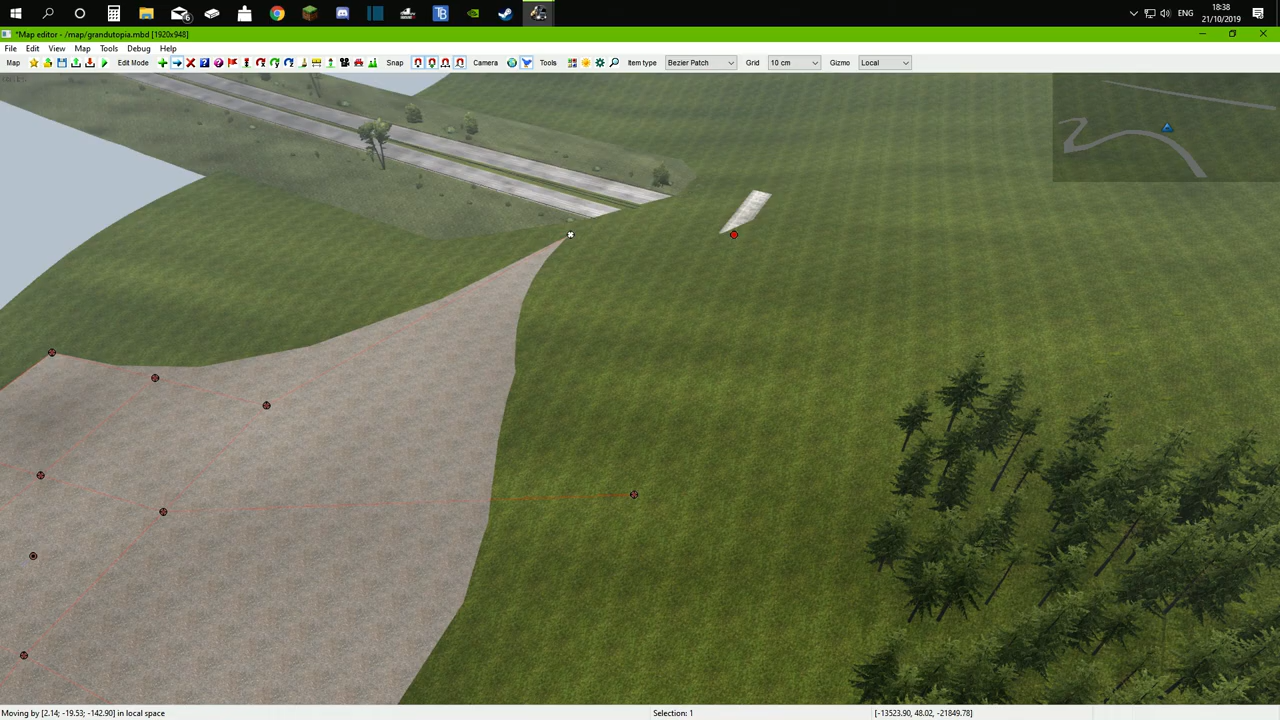 6
ENG
18:38
21/10/2019
*Map editor - /map/grandutopia.mbd [1920x948]
File Edit View Map Tools Debug Help
Map Edit Mode Snap Camera Tools Item type Bezier Patch Grid 10 cm Gizmo Local
TB
Moving by [2.14; -19.53; -142.90] in local space
Selection: 1
[-13523.90, 48.02, -21849.78]